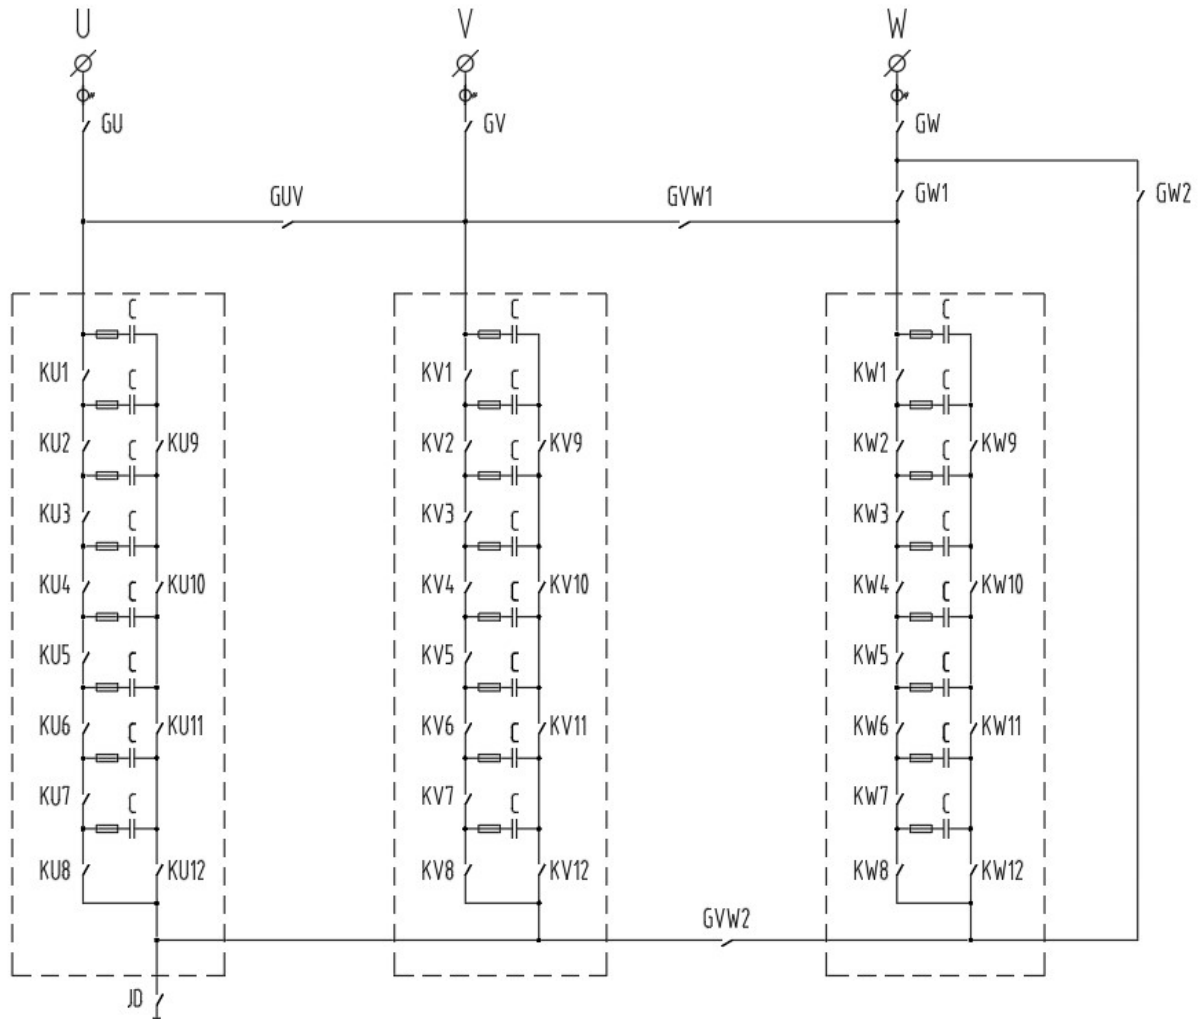 U V W
GU GV GW
GUV GVW1 GW1 GW2
C C C
KU1 KV1 KW1
C C C
KU2 KU9 KV2 KV9 KW2 KW9
C C C
KU3 KV3 KW3
C C C
KU4 KU10 KV4 KV10 KW4 KW10
C C C
KU5 KV5 KW5
C C C
KU6 KU11 KV6 KV11 KW6 KW11
C C C
KU7 KV7 KW7
C C C
KU8 KU12 KV8 KV12 KW8 KW12
GVW2
JD